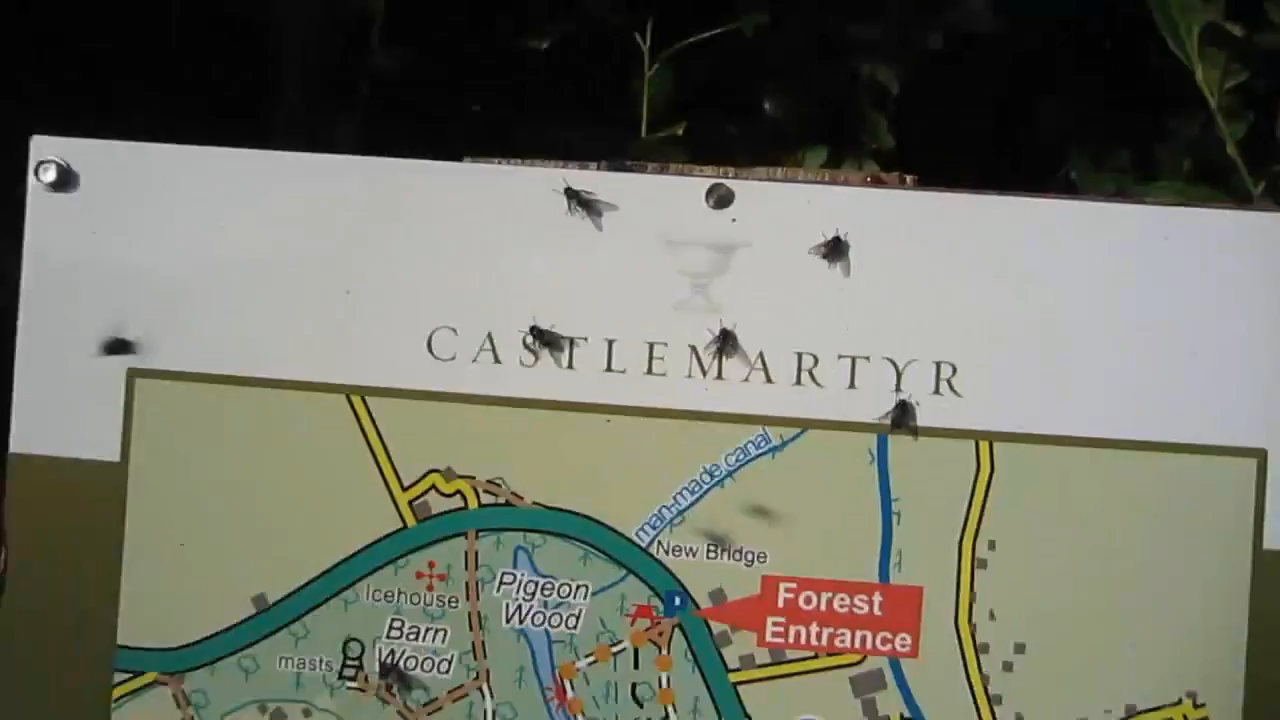 CASTLEMARTYR
man-made canal
New Bridge
Icehouse
Pigeon
Wood
P
Forest
Entrance
Barn
Wood
masts